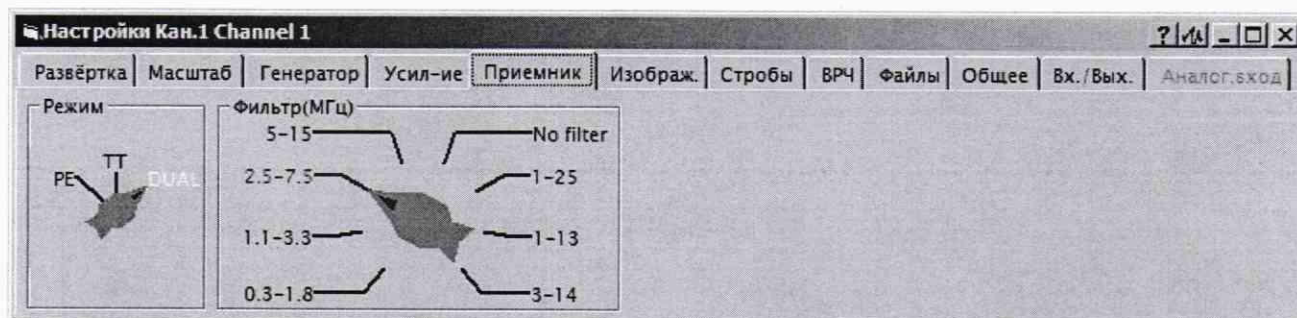 Настройки Кан.1 Channel 1
Развёртка Масштаб Генератор Усил-ие Приемник Изображ. Стробы ВРЧ Файлы Общее Вх./Вых. Аналог.вход
Режим
PE
TT
DUAL
Фильтр(МГц)
5-15
No filter
2.5-7.5
1-25
1.1-3.3
1-13
0.3-1.8
3-14